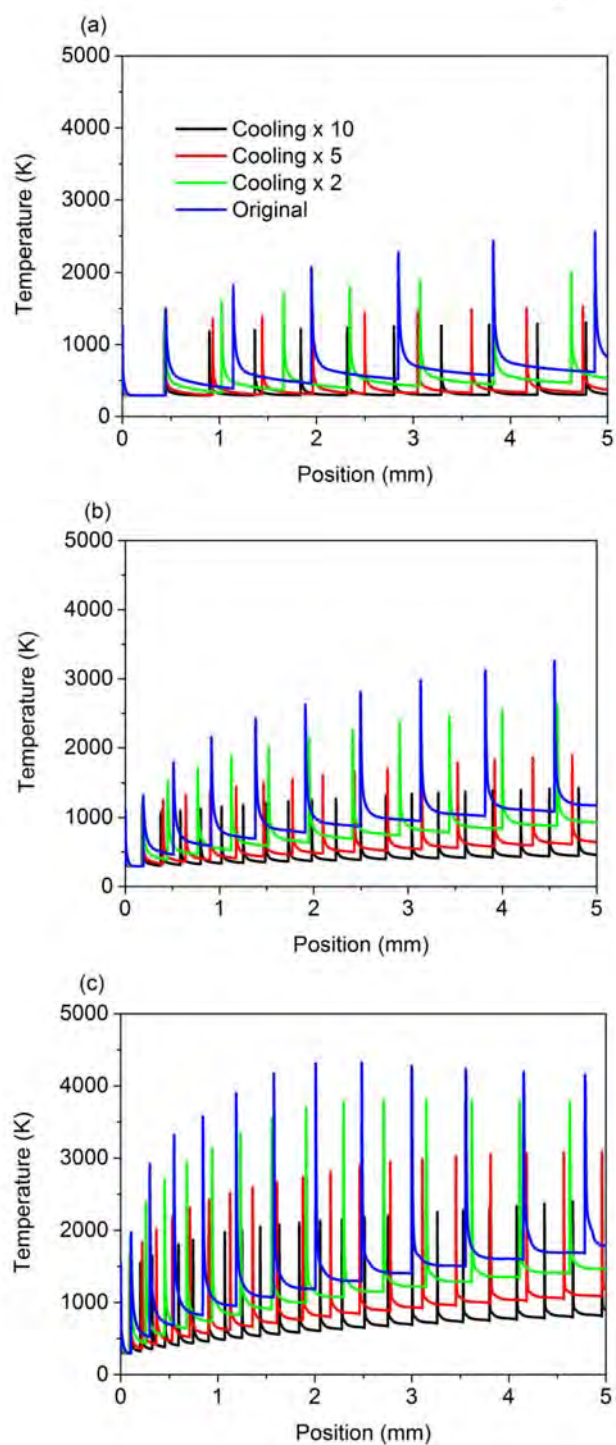 (a)
5000
4000
3000
2000
1000
0
Temperature (K)
Cooling x 10
Cooling x 5
Cooling x 2
Original
0 1 2 3 4 5
Position (mm)
(b)
5000
4000
3000
2000
1000
0
Temperature (K)
0 1 2 3 4 5
Position (mm)
(c)
5000
4000
3000
2000
1000
0
Temperature (K)
0 1 2 3 4 5
Position (mm)